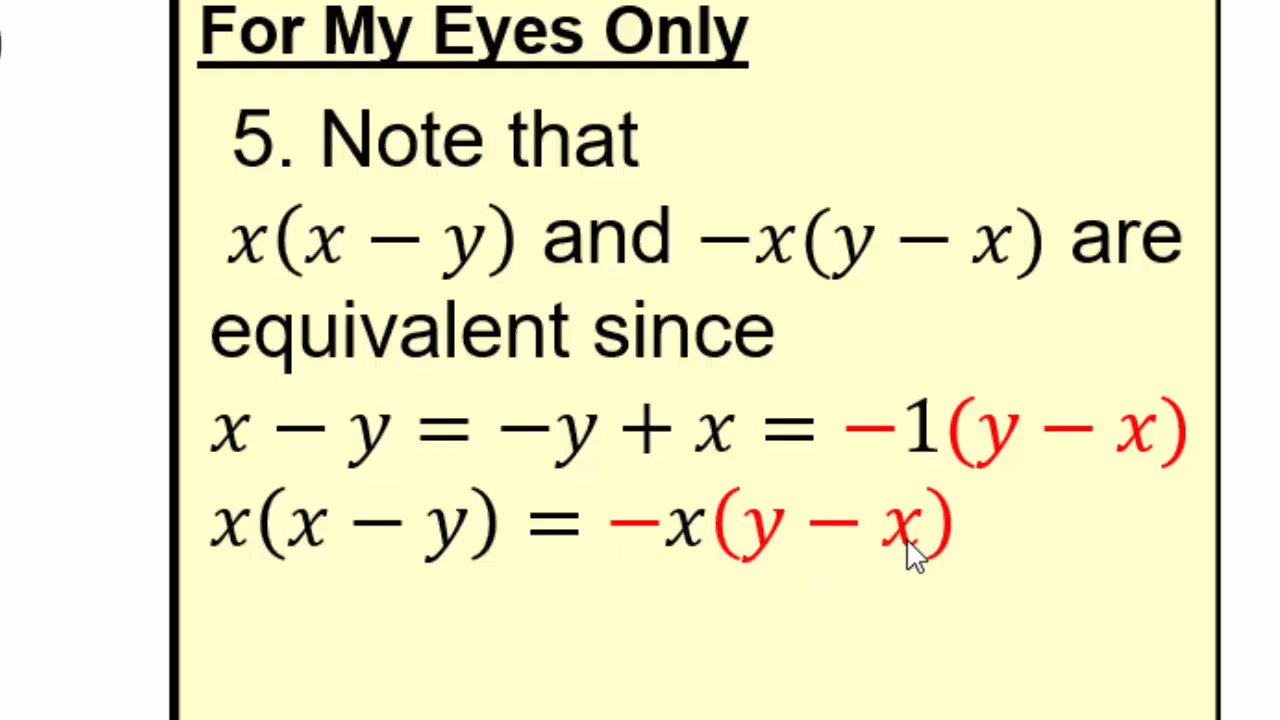 For My Eyes Only
5. Note that
x(x − y) and −x(y − x) are
equivalent since
x − y = −y + x = −1(y − x)
x(x − y) = −x(y − x)